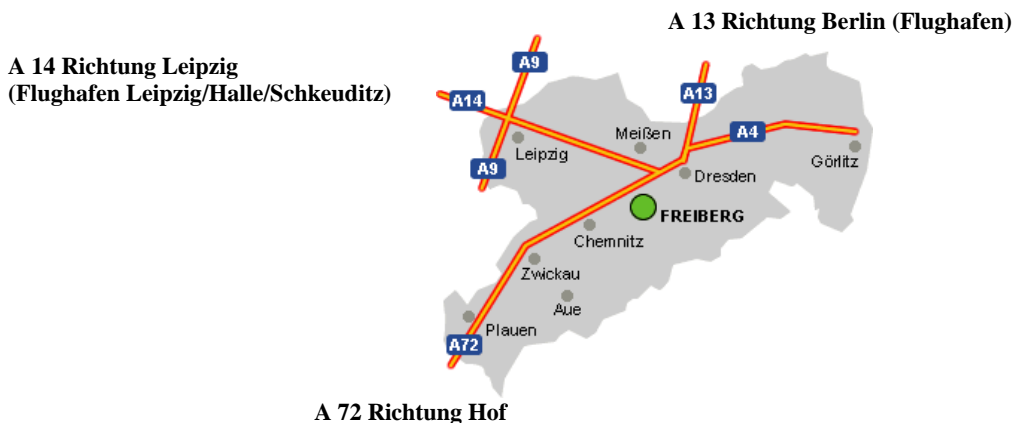 A 13 Richtung Berlin (Flughafen)
A 14 Richtung Leipzig
(Flughafen Leipzig/Halle/Schkeuditz)
A9
A14
A13
Meißen
A4
Leipzig
Görlitz
A9
Dresden
FREIBERG
Chemnitz
Zwickau
Aue
Plauen
A72
A 72 Richtung Hof